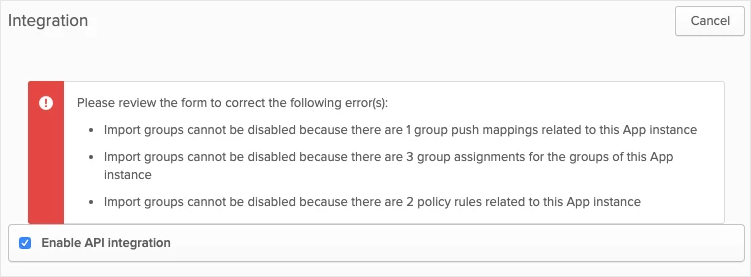 Integration
Cancel
Please review the form to correct the following error(s):
• Import groups cannot be disabled because there are 1 group push mappings related to this App instance
• Import groups cannot be disabled because there are 3 group assignments for the groups of this App
instance
• Import groups cannot be disabled because there are 2 policy rules related to this App instance
Enable API integration